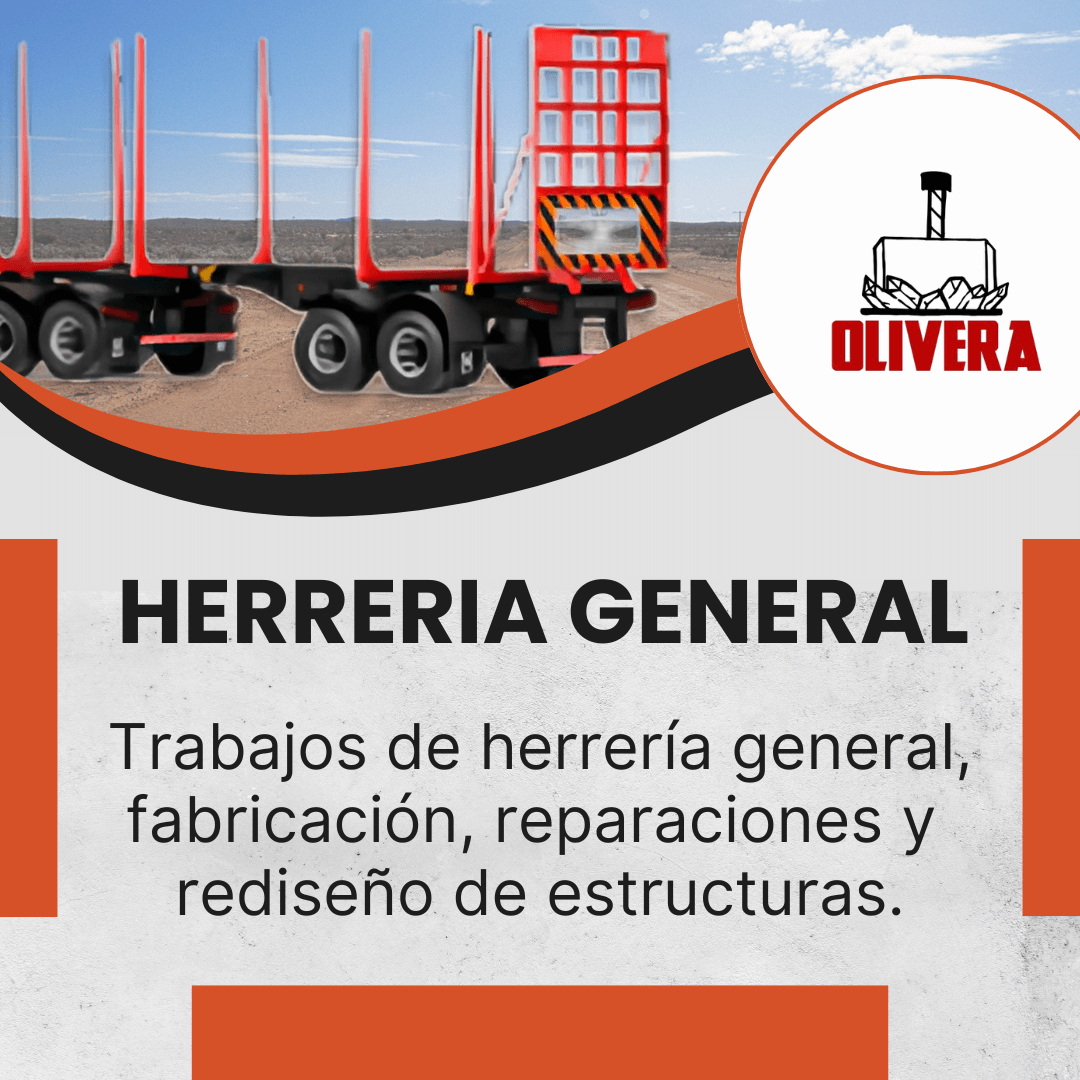 OLIVERA
HERRERIA GENERAL
Trabajos de herrería general,
fabricación, reparaciones y
rediseño de estructuras.